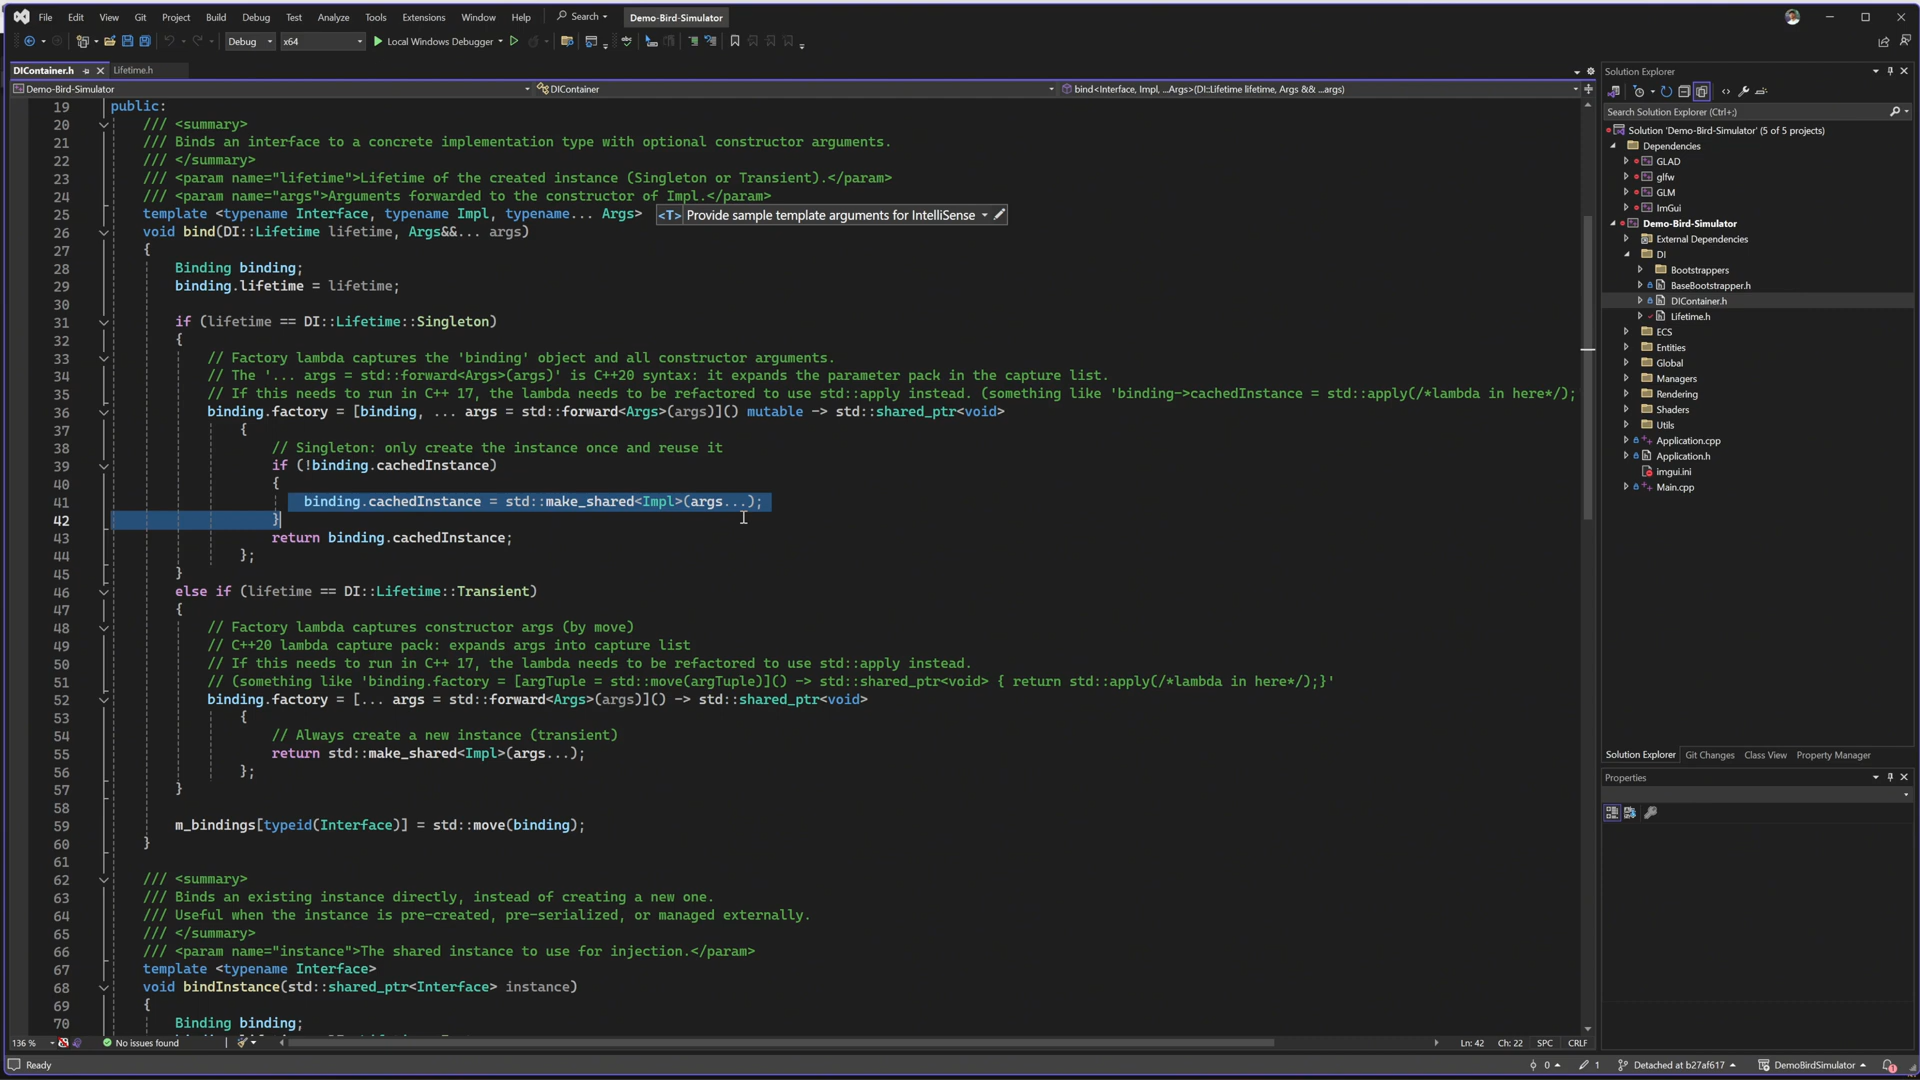 File Edit View Git Project Build Debug Test Analyze Tools Extensions Window Help Search Demo-Bird-Simulator
Debug x64 Local Windows Debugger
DIContainer.h Lifetime.h
Demo-Bird-Simulator DIContainer bind<Interface, Impl, ...Args>(DI::Lifetime lifetime, Args && ...args)
19 public:
20 /// <summary>
21 /// Binds an interface to a concrete implementation type with optional constructor arguments.
22 /// </summary>
23 /// <param name="lifetime">Lifetime of the created instance (Singleton or Transient).</param>
24 /// <param name="args">Arguments forwarded to the constructor of Impl.</param>
25 template <typename Interface, typename Impl, typename... Args> <T> Provide sample template arguments for IntelliSense
26 void bind(DI::Lifetime lifetime, Args&&... args)
27 {
28 Binding binding;
29 binding.lifetime = lifetime;
30
31 if (lifetime == DI::Lifetime::Singleton)
32 {
33 // Factory lambda captures the 'binding' object and all constructor arguments.
34 // The '... args = std::forward<Args>(args)' is C++20 syntax: it expands the parameter pack in the capture list.
35 // If this needs to run in C++ 17, the lambda needs to be refactored to use std::apply instead. (something like 'binding->cachedInstance = std::apply(/*lambda in here*/);
36 binding.factory = [binding, ... args = std::forward<Args>(args)]() mutable -> std::shared_ptr<void>
37 {
38 // Singleton: only create the instance once and reuse it
39 if (!binding.cachedInstance)
40 {
41 binding.cachedInstance = std::make_shared<Impl>(args...);
42 }
43 return binding.cachedInstance;
44 };
45 }
46 else if (lifetime == DI::Lifetime::Transient)
47 {
48 // Factory lambda captures constructor args (by move)
49 // C++20 lambda capture pack: expands args into capture list
50 // If this needs to run in C++ 17, the lambda needs to be refactored to use std::apply instead.
51 // (something like 'binding.factory = [argTuple = std::move(argTuple)]() -> std::shared_ptr<void> { return std::apply(/*lambda in here*/);}'
52 binding.factory = [... args = std::forward<Args>(args)]() -> std::shared_ptr<void>
53 {
54 // Always create a new instance (transient)
55 return std::make_shared<Impl>(args...);
56 };
57 }
58
59 m_bindings[typeid(Interface)] = std::move(binding);
60 }
61
62 /// <summary>
63 /// Binds an existing instance directly, instead of creating a new one.
64 /// Useful when the instance is pre-created, pre-serialized, or managed externally.
65 /// </summary>
66 /// <param name="instance">The shared instance to use for injection.</param>
67 template <typename Interface>
68 void bindInstance(std::shared_ptr<Interface> instance)
69 {
70 Binding binding;
136 % No issues found Ln: 42 Ch: 22 SPC CRLF
Ready 0 1 Detached at b27af617 DemoBirdSimulator 1
Solution Explorer
Search Solution Explorer (Ctrl+;)
Solution 'Demo-Bird-Simulator' (5 of 5 projects)
Dependencies
GLAD
glfw
GLM
ImGui
Demo-Bird-Simulator
External Dependencies
DI
Bootstrappers
BaseBootstrapper.h
DIContainer.h
Lifetime.h
ECS
Entities
Global
Managers
Rendering
Shaders
Utils
Application.cpp
Application.h
imgui.ini
Main.cpp
Solution Explorer Git Changes Class View Property Manager
Properties